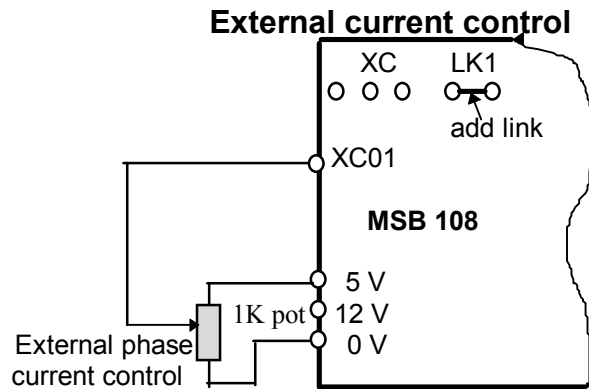 External current control
XC LK1
add link
XC01
MSB 108
5 V
1K pot 12 V
0 V
External phase
current control